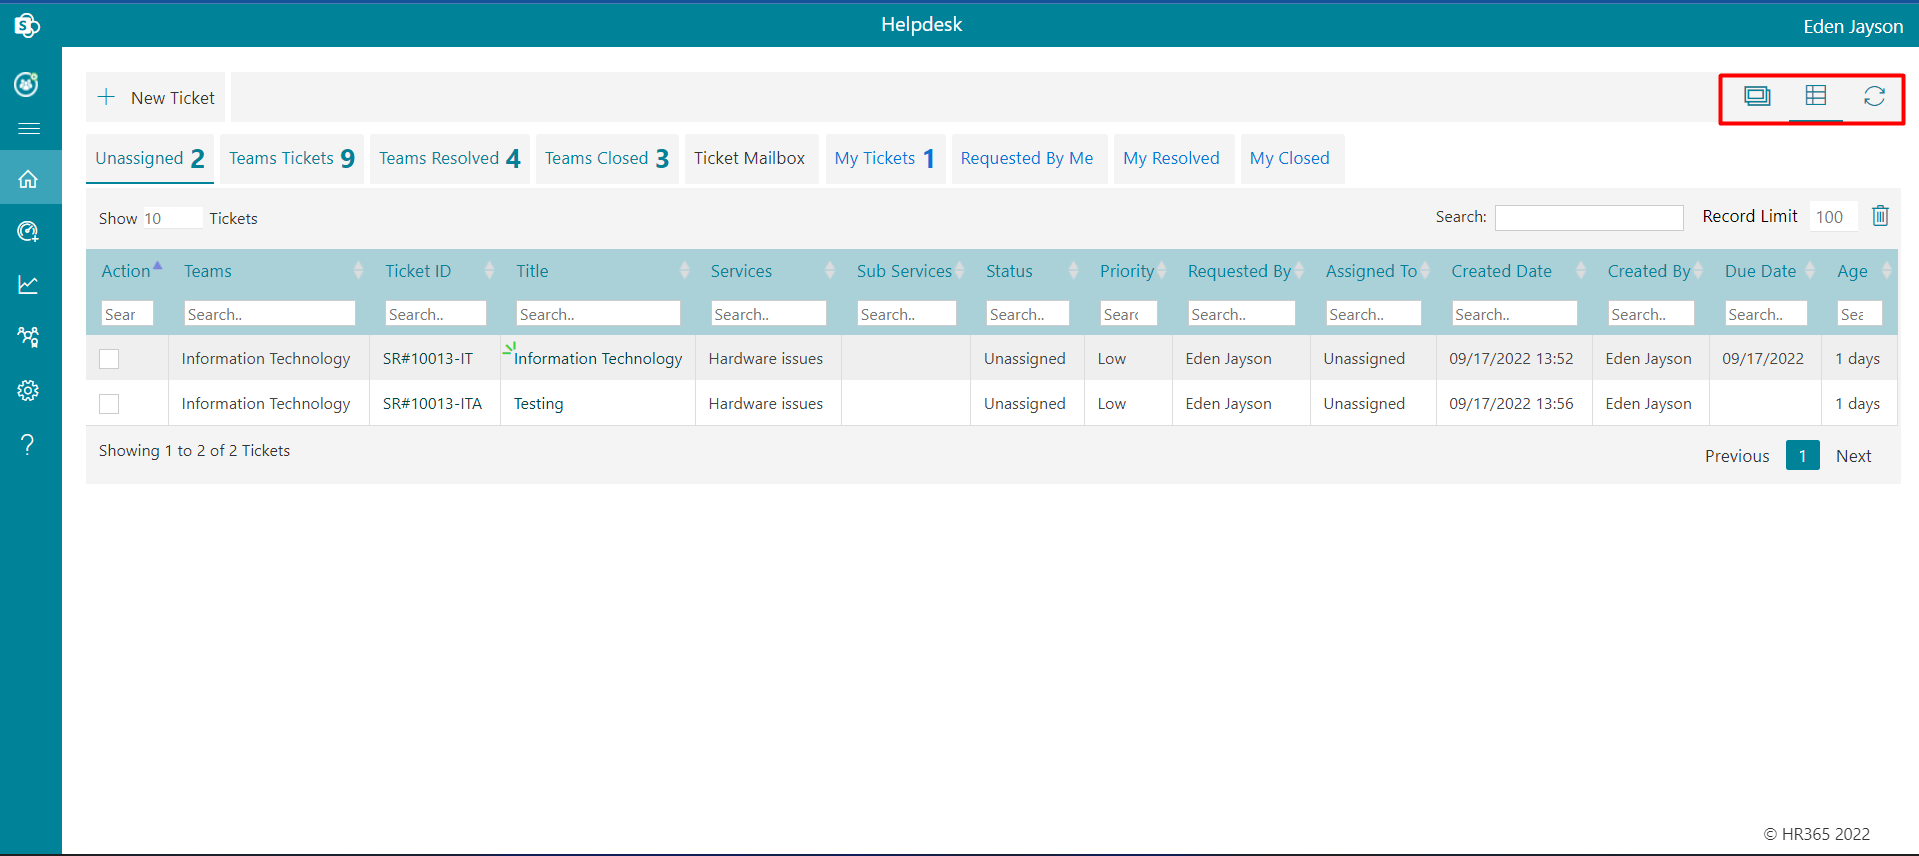 Helpdesk
Eden Jayson
New Ticket
Unassigned 2 Teams Tickets 9 Teams Resolved 4 Teams Closed 3 Ticket Mailbox My Tickets 1 Requested By Me My Resolved My Closed
Show 10 Tickets Search: Record Limit 100
Action Teams Ticket ID Title Services Sub Services Status Priority Requested By Assigned To Created Date Created By Due Date Age
Sear Search.. Search.. Search.. Search.. Search.. Search.. Searc Search.. Search.. Search.. Search.. Search.. Sea
Information Technology SR#10013-IT Information Technology Hardware issues Unassigned Low Eden Jayson Unassigned 09/17/2022 13:52 Eden Jayson 09/17/2022 1 days
Information Technology SR#10013-ITA Testing Hardware issues Unassigned Low Eden Jayson Unassigned 09/17/2022 13:56 Eden Jayson 1 days
Showing 1 to 2 of 2 Tickets
Previous 1 Next
© HR365 2022